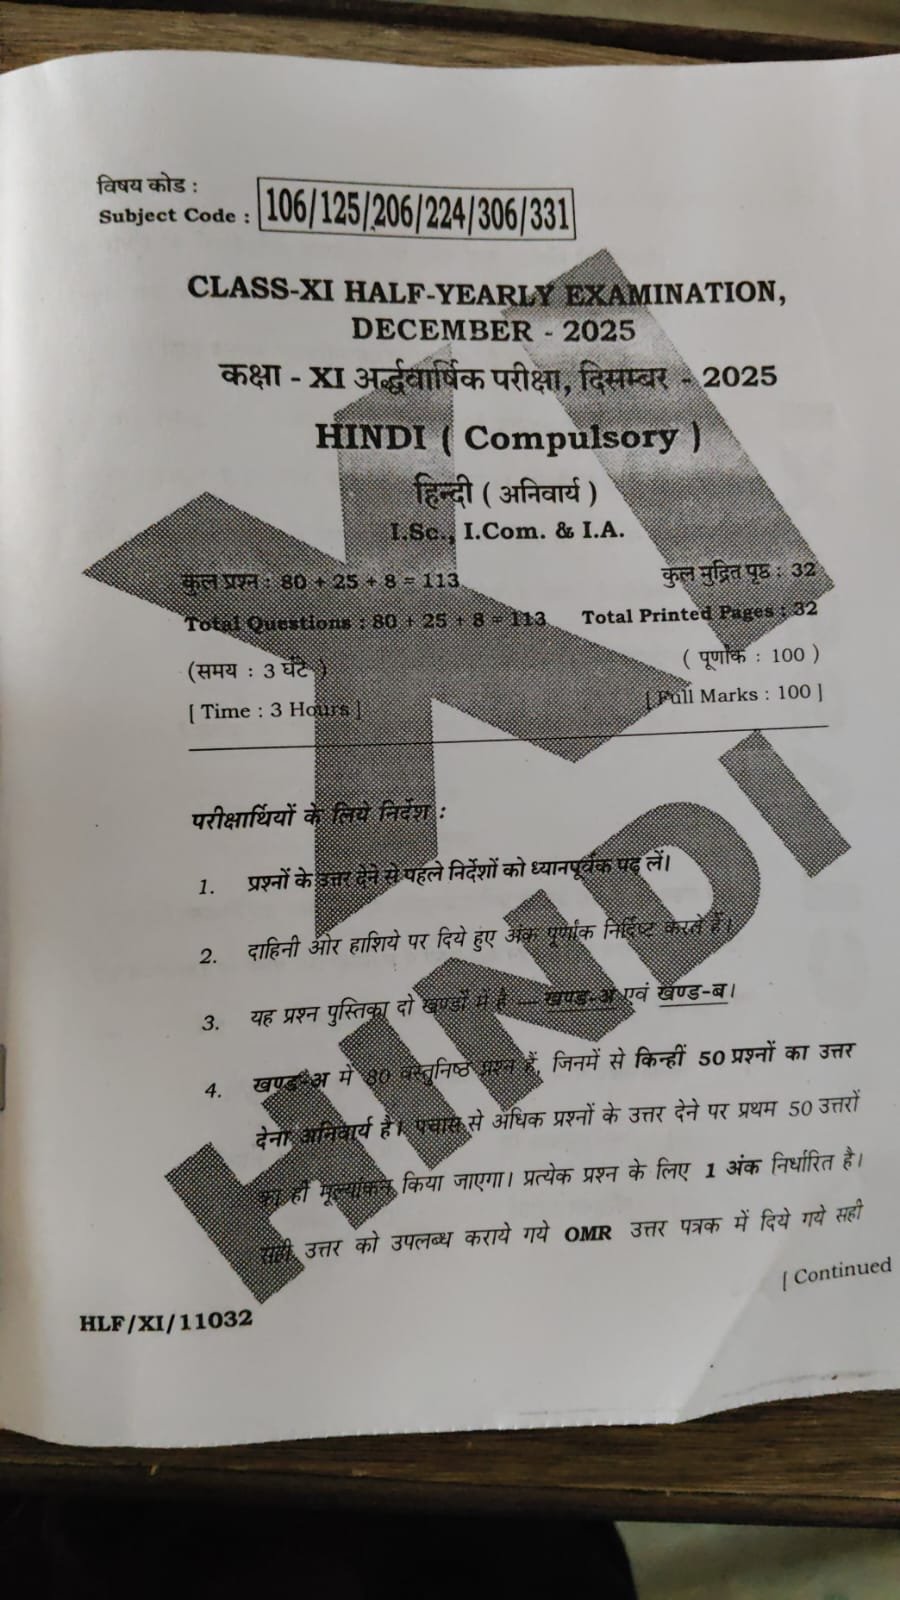 विषय कोड :
Subject Code : 106/125/206/224/306/331
CLASS-XI HALF-YEARLY EXAMINATION,
DECEMBER - 2025
कक्षा - XI अर्द्धवार्षिक परीक्षा, दिसम्बर - 2025
HINDI ( Compulsory )
हिन्दी ( अनिवार्य )
I.Sc., I.Com. & I.A.
कुल प्रश्न : 80 + 25 + 8 = 113 कुल मुद्रित पृष्ठ : 32
Total Questions : 80 + 25 + 8 = 113 Total Printed Pages : 32
(समय : 3 घंटे ) ( पूर्णांक : 100 )
[ Time : 3 Hours ] [ Full Marks : 100 ]
परीक्षार्थियों के लिये निर्देश :
1. प्रश्नों के उत्तर देने से पहले निर्देशों को ध्यानपूर्वक पढ़ लें।
2. दाहिनी ओर हाशिये पर दिये हुए अंक पूर्णांक निर्दिष्ट करते हैं।
3. यह प्रश्न पुस्तिका दो खण्डों में है — खण्ड-अ एवं खण्ड-ब।
4. खण्ड-अ में 80 वस्तुनिष्ठ प्रश्न हैं, जिनमें से किन्हीं 50 प्रश्नों का उत्तर
देना अनिवार्य है। पचास से अधिक प्रश्नों के उत्तर देने पर प्रथम 50 उत्तरों
का ही मूल्यांकन किया जाएगा। प्रत्येक प्रश्न के लिए 1 अंक निर्धारित है।
सही उत्तर को उपलब्ध कराये गये OMR उत्तर पत्रक में दिये गये सही
[ Continued
HLF/XI/11032
XI
HINDI